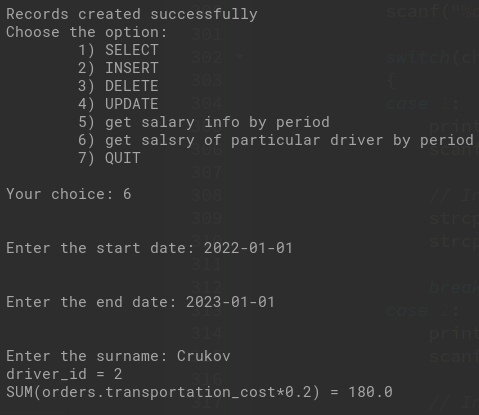 Records created successfully
Choose the option:
1) SELECT
2) INSERT
3) DELETE
4) UPDATE
5) get salary info by period
6) get salsry of particular driver by period
7) QUIT
Your choice: 6
Enter the start date: 2022-01-01
Enter the end date: 2023-01-01
Enter the surname: Crukov
driver_id = 2
SUM(orders.transportation_cost*0.2) = 180.0